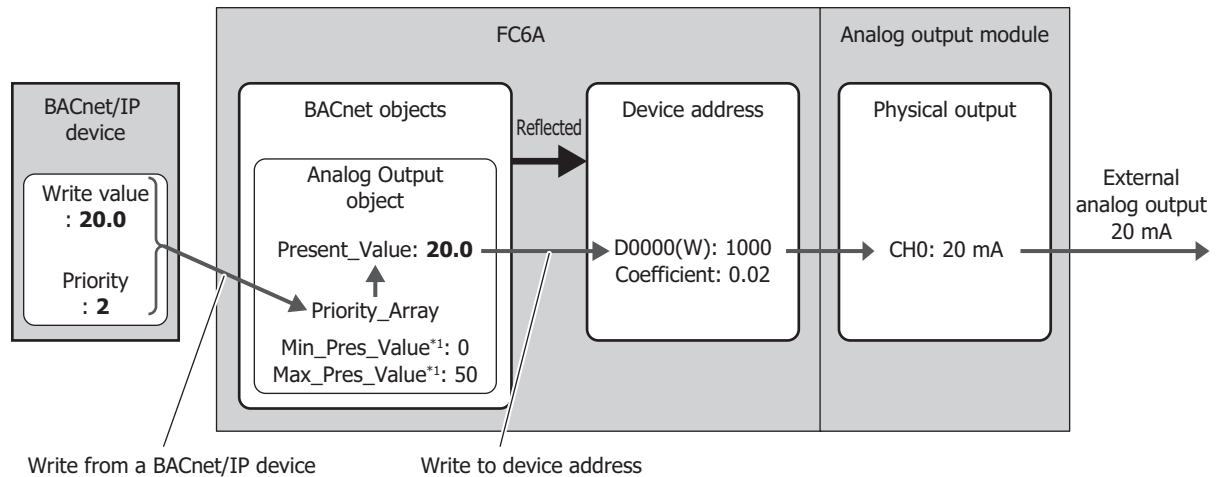 FC6A
Analog output module
BACnet/IP
device
Write value
: 20.0
Priority
: 2
BACnet objects
Analog Output
object
Present_Value: 20.0
Priority_Array
Min_Pres_Value*1: 0
Max_Pres_Value*1: 50
Reflected
Device address
D0000(W): 1000
Coefficient: 0.02
Physical output
CH0: 20 mA
External
analog output
20 mA
Write from a BACnet/IP device
Write to device address